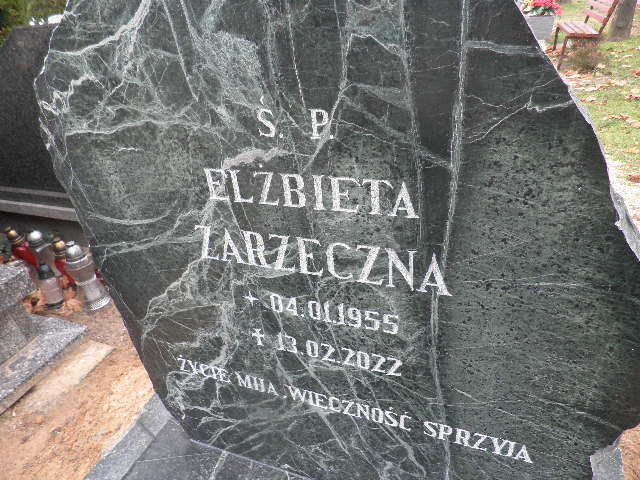 Ś. P.
ELŻBIETA
ZARZECZNA
* 04.01.1955
✝ 13.02.2022
ŻYCIE MIJA, WIECZNOŚĆ SPRZYJA